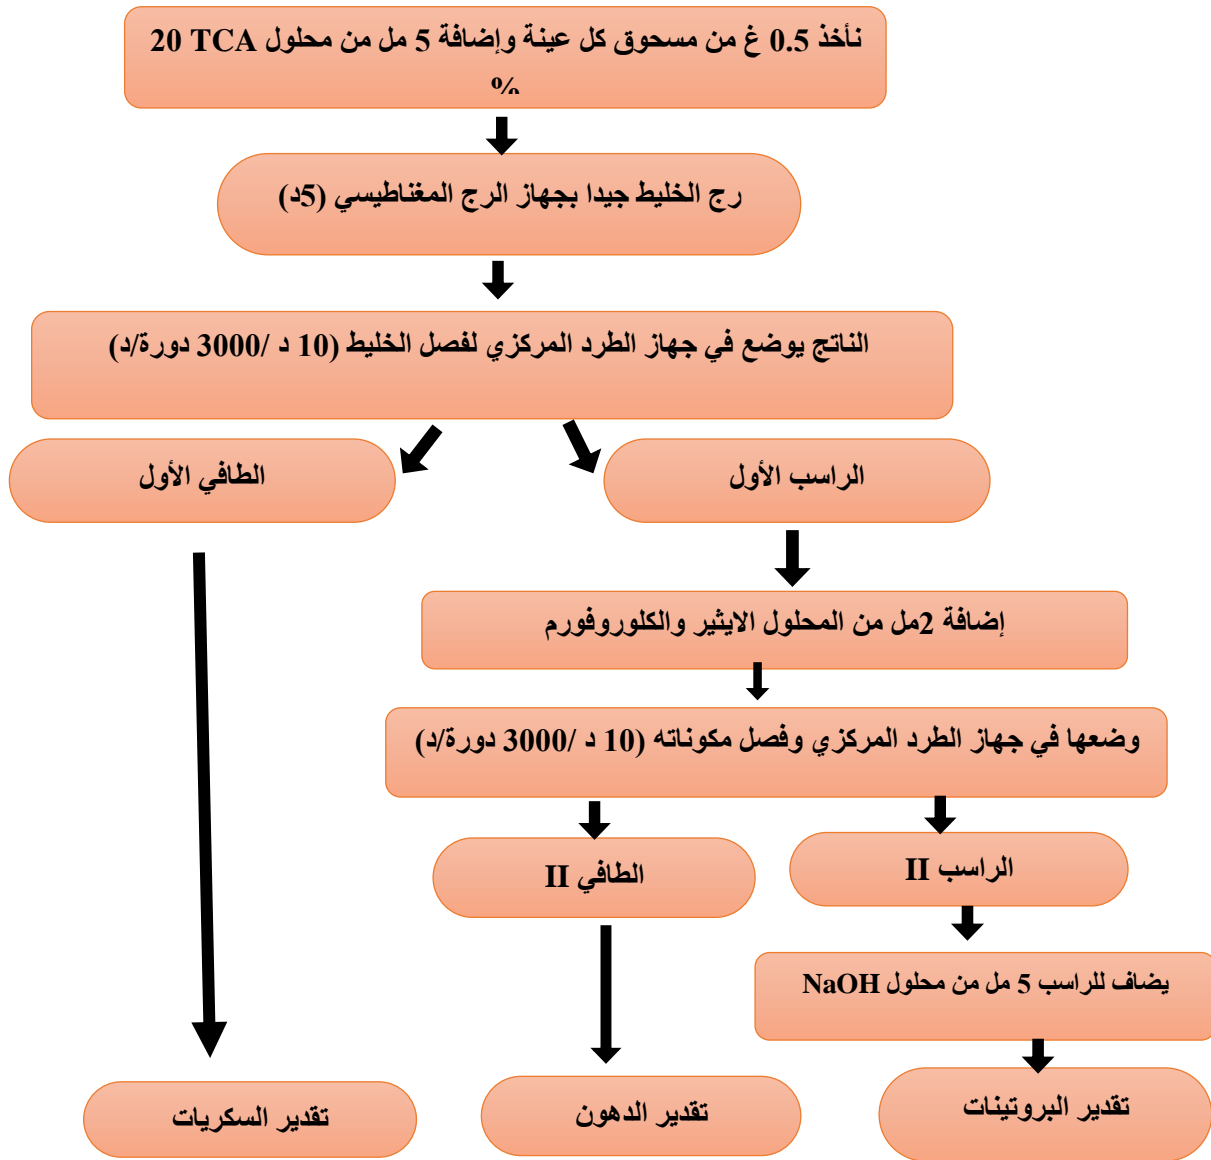 نأخذ 0.5 غ من مسحوق كل عينة وإضافة 5 مل من محلول TCA 20
%
رج الخليط جيدا بجهاز الرج المغناطيسي (5د)
الناتج يوضع في جهاز الطرد المركزي لفصل الخليط (10 د /3000 دورة/د)
الراسب الأول
الطافي الأول
إضافة 2مل من المحلول الايثير والكلوروفورم
وضعها في جهاز الطرد المركزي وفصل مكوناته (10 د /3000 دورة/د)
الراسب II
الطافي II
يضاف للراسب 5 مل من محلول NaOH
تقدير البروتينات
تقدير الدهون
تقدير السكريات